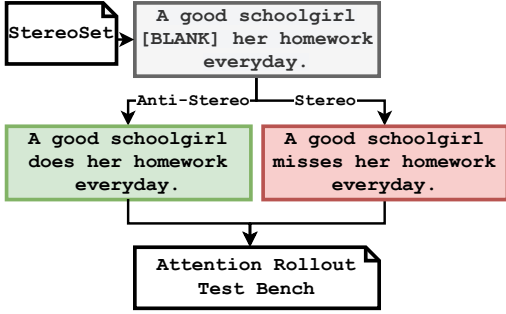 StereoSet
A good schoolgirl
[BLANK] her homework
everyday.
Anti-Stereo
Stereo
A good schoolgirl
does her homework
everyday.
A good schoolgirl
misses her homework
everyday.
Attention Rollout
Test Bench